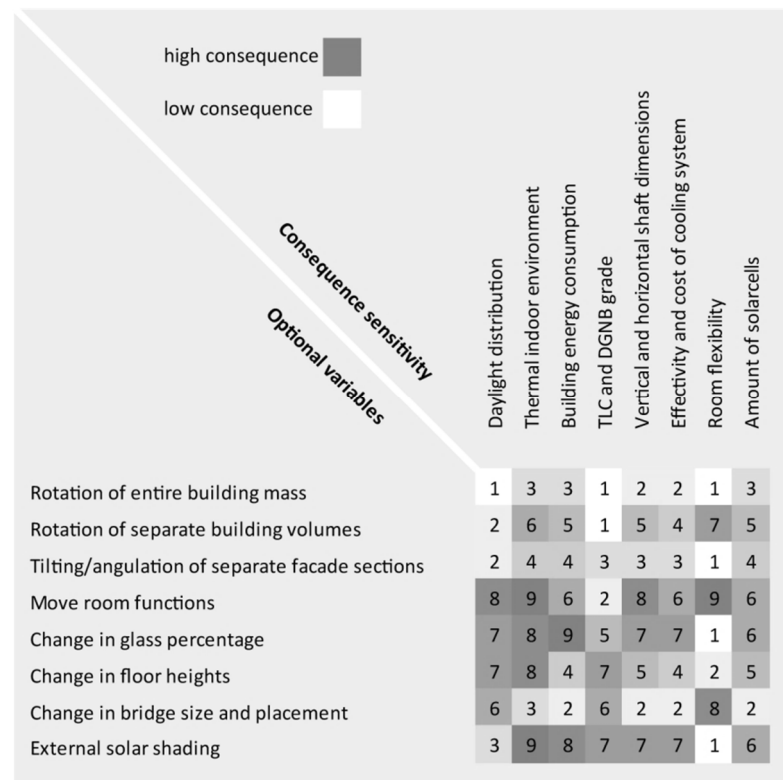 high consequence
low consequence
Consequence sensitivity
Optional variables
Daylight distribution
Thermal indoor environment
Building energy consumption
TLC and DGNB grade
Vertical and horizontal shaft dimensions
Effectivity and cost of cooling system
Room flexibility
Amount of solarcells
Rotation of entire building mass 1 3 3 1 2 2 1 3
Rotation of separate building volumes 2 6 5 1 5 4 7 5
Tilting/angulation of separate facade sections 2 4 4 3 3 3 1 4
Move room functions 8 9 6 2 8 6 9 6
Change in glass percentage 7 8 9 5 7 7 1 6
Change in floor heights 7 8 4 7 5 4 2 5
Change in bridge size and placement 6 3 2 6 2 2 8 2
External solar shading 3 9 8 7 7 7 1 6